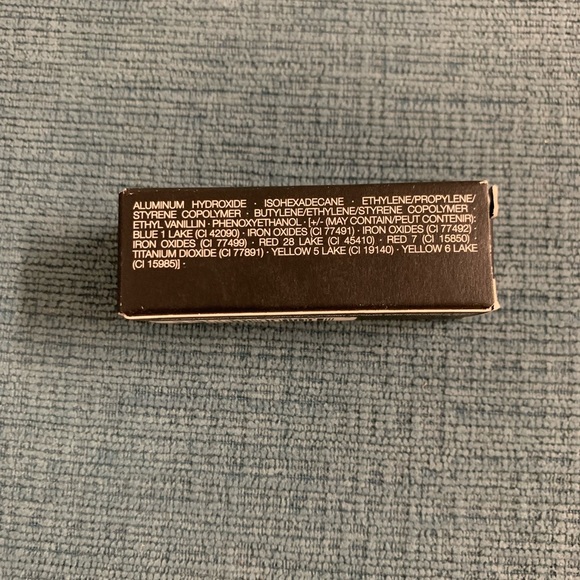 ALUMINUM HYDROXIDE · ISOHEXADECANE · ETHYLENE/PROPYLENE/
STYRENE COPOLYMER · BUTYLENE/ETHYLENE/STYRENE COPOLYMER ·
ETHYL VANILLIN · PHENOXYETHANOL · [+/- (MAY CONTAIN/PEUT CONTENIR):
BLUE 1 LAKE (CI 42090) · IRON OXIDES (CI 77491) · IRON OXIDES (CI 77492) ·
IRON OXIDES (CI 77499) · RED 28 LAKE (CI 45410) · RED 7 (CI 15850) ·
TITANIUM DIOXIDE (CI 77891) · YELLOW 5 LAKE (CI 19140) · YELLOW 6 LAKE
(CI 15985)] ·